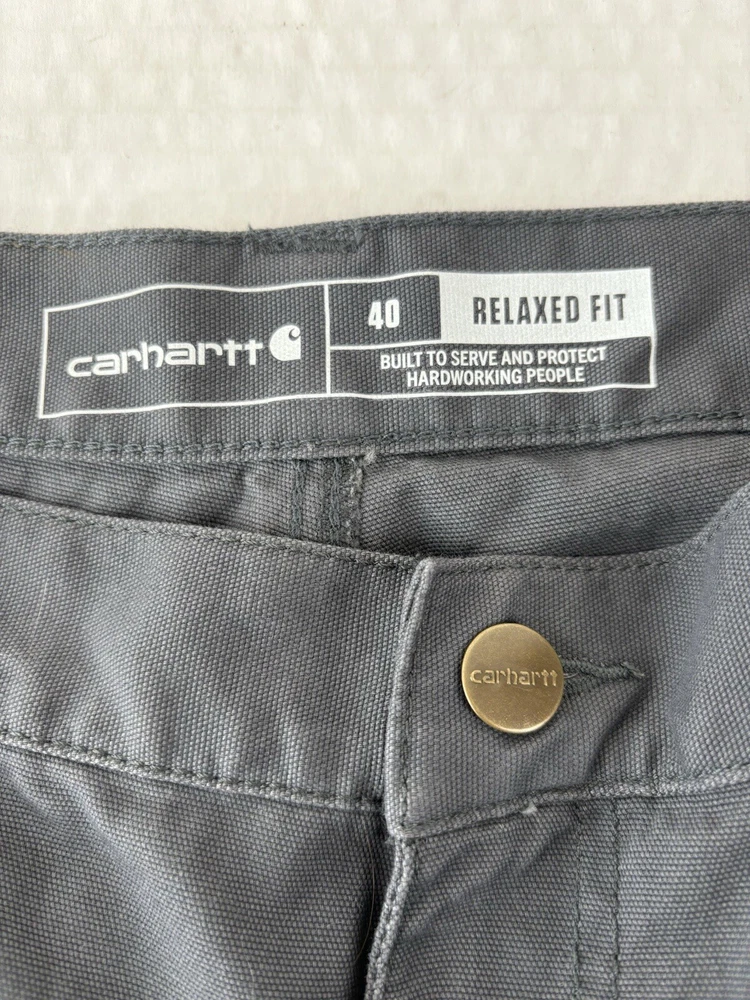 carhartt
40
RELAXED FIT
BUILT TO SERVE AND PROTECT
HARDWORKING PEOPLE
carhartt